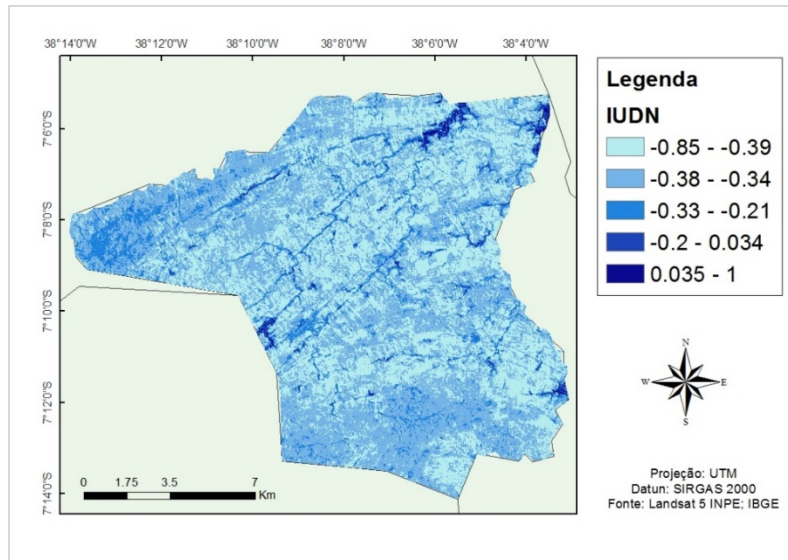 38°14'0"W 38°12'0"W 38°10'0"W 38°8'0"W 38°6'0"W 38°4'0"W
7°6'0"S
7°8'0"S
7°10'0"S
7°12'0"S
7°14'0"S
0 1.75 3.5 7
Km
Legenda
IUDN
-0.85 - -0.39
-0.38 - -0.34
-0.33 - -0.21
-0.2 - 0.034
0.035 - 1
N
W E
S
Projeção: UTM
Datun: SIRGAS 2000
Fonte: Landsat 5 INPE; IBGE